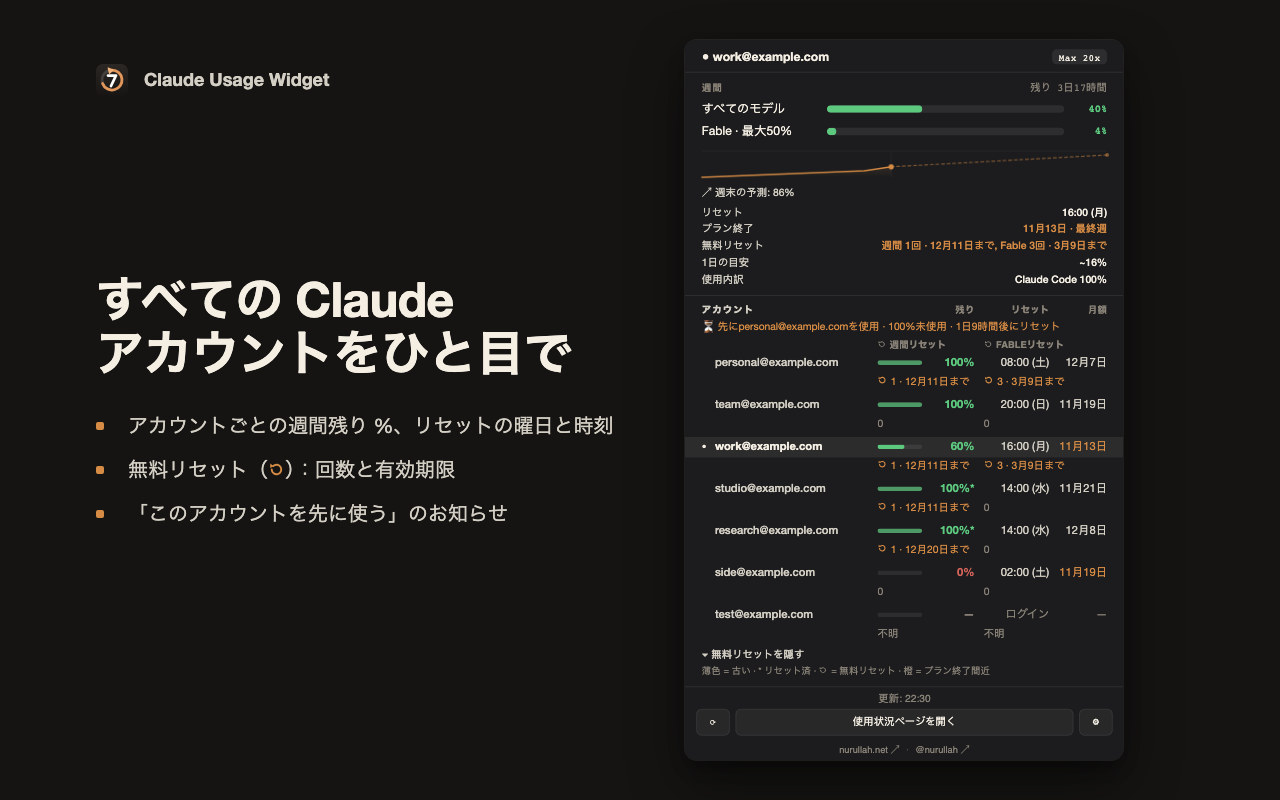 7
Claude Usage Widget
すべての Claude
アカウントをひと目で
アカウントごとの週間残り %、リセットの曜日と時刻
無料リセット（↺）：回数と有効期限
「このアカウントを先に使う」のお知らせ
• work@example.com Max 20x
週間 残り 3日17時間
すべてのモデル 40%
Fable · 最大50% 4%
↗ 週末の予測: 86%
リセット 16:00 (月)
プラン終了 11月13日 · 最終週
無料リセット 週間 1回 · 12月11日まで, Fable 3回 · 3月9日まで
1日の目安 ~16%
使用内訳 Claude Code 100%
アカウント 残り リセット 月額
⏳ 先にpersonal@example.comを使用 · 100%未使用 · 1日9時間後にリセット
↺ 週間リセット ↺ FABLEリセット
personal@example.com 100% 08:00 (土) 12月7日
↺ 1 · 12月11日まで ↺ 3 · 3月9日まで
team@example.com 100% 20:00 (日) 11月19日
0 0
• work@example.com 60% 16:00 (月) 11月13日
↺ 1 · 12月11日まで ↺ 3 · 3月9日まで
studio@example.com 100%* 14:00 (水) 11月21日
↺ 1 · 12月11日まで 0
research@example.com 100%* 14:00 (水) 12月8日
↺ 1 · 12月20日まで 0
side@example.com 0% 02:00 (土) 11月19日
0 0
test@example.com — ログイン —
不明 不明
▾ 無料リセットを隠す
薄色 = 古い · * リセット済 · ↺ = 無料リセット · 橙 = プラン終了間近
更新: 22:30
⟳ 使用状況ページを開く ⚙
nurullah.net ↗ · @nurullah ↗